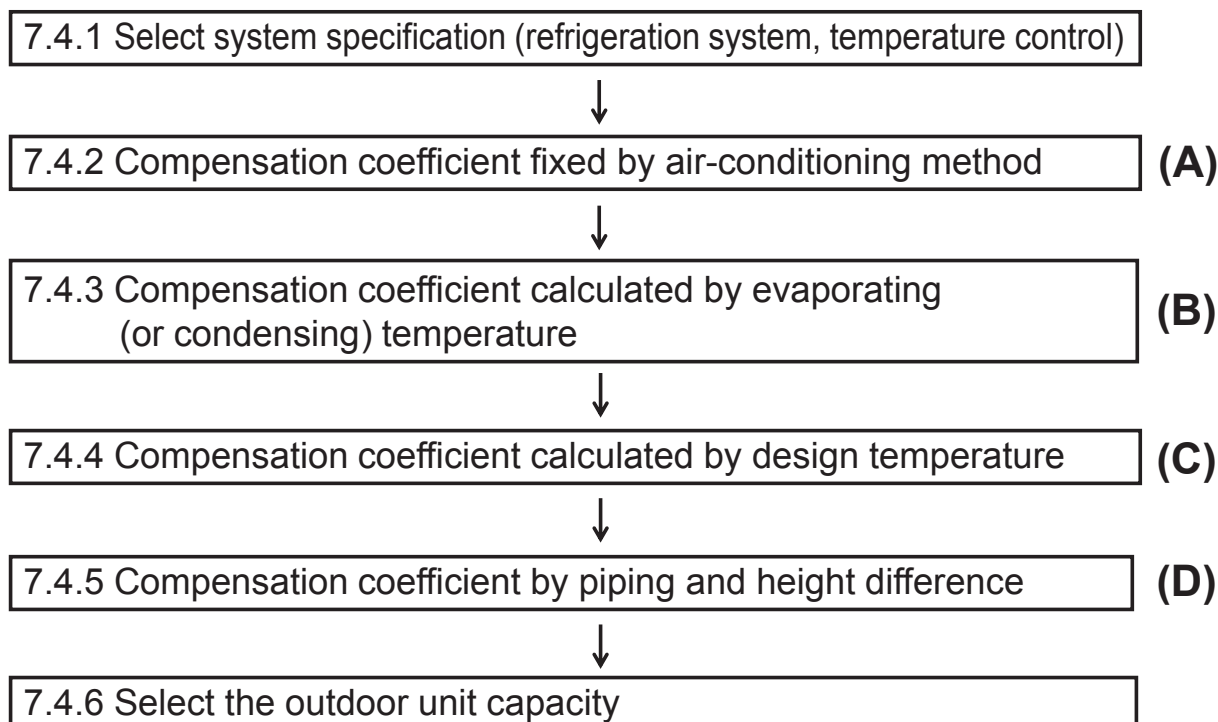 7.4.1 Select system specification (refrigeration system, temperature control)
7.4.2 Compensation coefficient fixed by air-conditioning method
(A)
7.4.3 Compensation coefficient calculated by evaporating
(or condensing) temperature
(B)
7.4.4 Compensation coefficient calculated by design temperature
(C)
7.4.5 Compensation coefficient by piping and height difference
(D)
7.4.6 Select the outdoor unit capacity